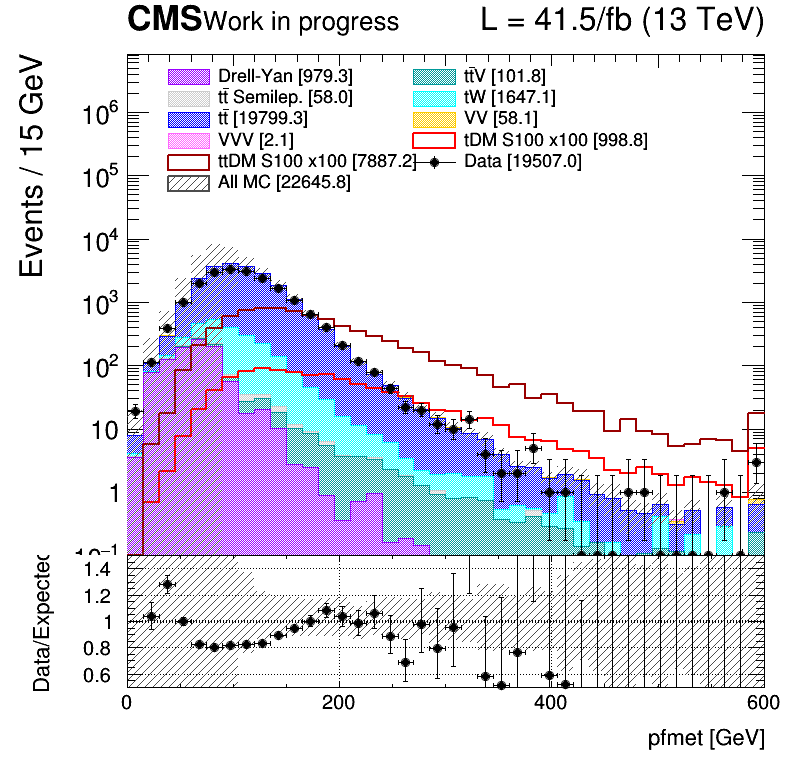 CMS Work in progress L = 41.5/fb (13 TeV)
Events / 15 GeV
Drell-Yan [979.3] tt̄V [101.8]
tt̄ Semilep. [58.0] tW [1647.1]
tt̄ [19799.3] VV [58.1]
VVV [2.1] tDM S100 x100 [998.8]
ttDM S100 x100 [7887.2] Data [19507.0]
All MC [22645.8]
10⁶
10⁵
10⁴
10³
10²
10
1
10⁻¹
Data/Expected
1.4
1.2
1
0.8
0.6
0 200 400 600
pfmet [GeV]